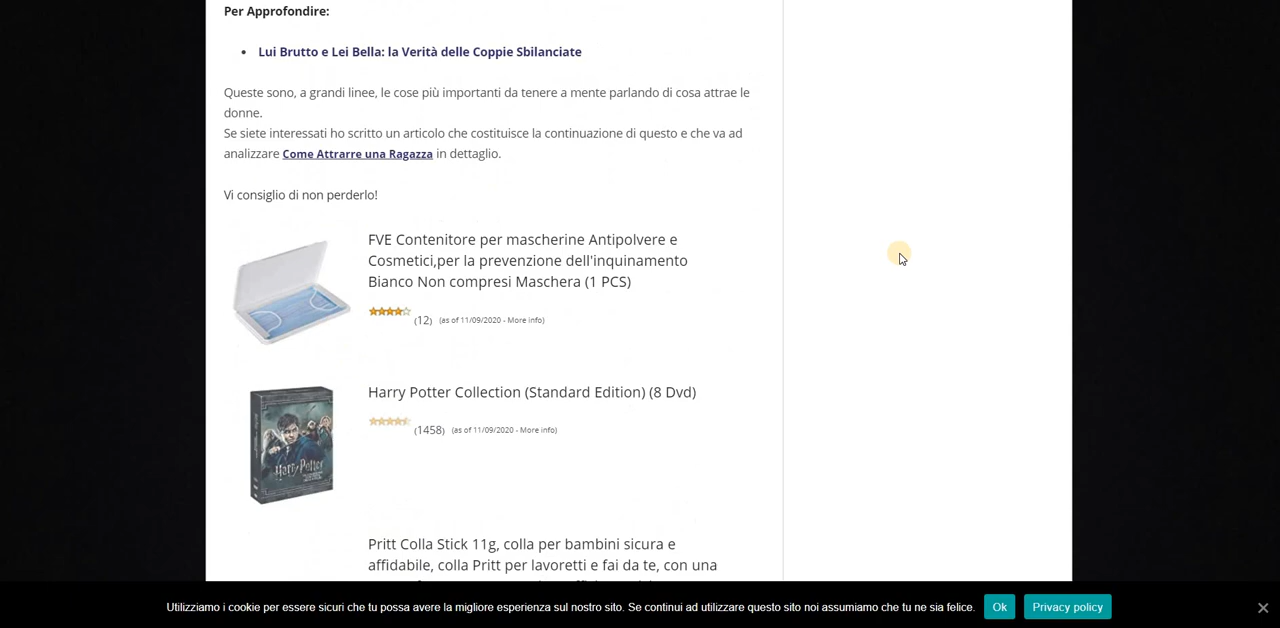 Per Approfondire:
• Lui Brutto e Lei Bella: la Verità delle Coppie Sbilanciate
Queste sono, a grandi linee, le cose più importanti da tenere a mente parlando di cosa attrae le
donne.
Se siete interessati ho scritto un articolo che costituisce la continuazione di questo e che va ad
analizzare Come Attrarre una Ragazza in dettaglio.
Vi consiglio di non perderlo!
FVE Contenitore per mascherine Antipolvere e
Cosmetici,per la prevenzione dell'inquinamento
Bianco Non compresi Maschera (1 PCS)
(12) (as of 11/09/2020 - More info)
Harry Potter Collection (Standard Edition) (8 Dvd)
(1458) (as of 11/09/2020 - More info)
Harry Potter
Pritt Colla Stick 11g, colla per bambini sicura e
affidabile, colla Pritt per lavoretti e fai da te, con una
Utilizziamo i cookie per essere sicuri che tu possa avere la migliore esperienza sul nostro sito. Se continui ad utilizzare questo sito noi assumiamo che tu ne sia felice.
Ok
Privacy policy